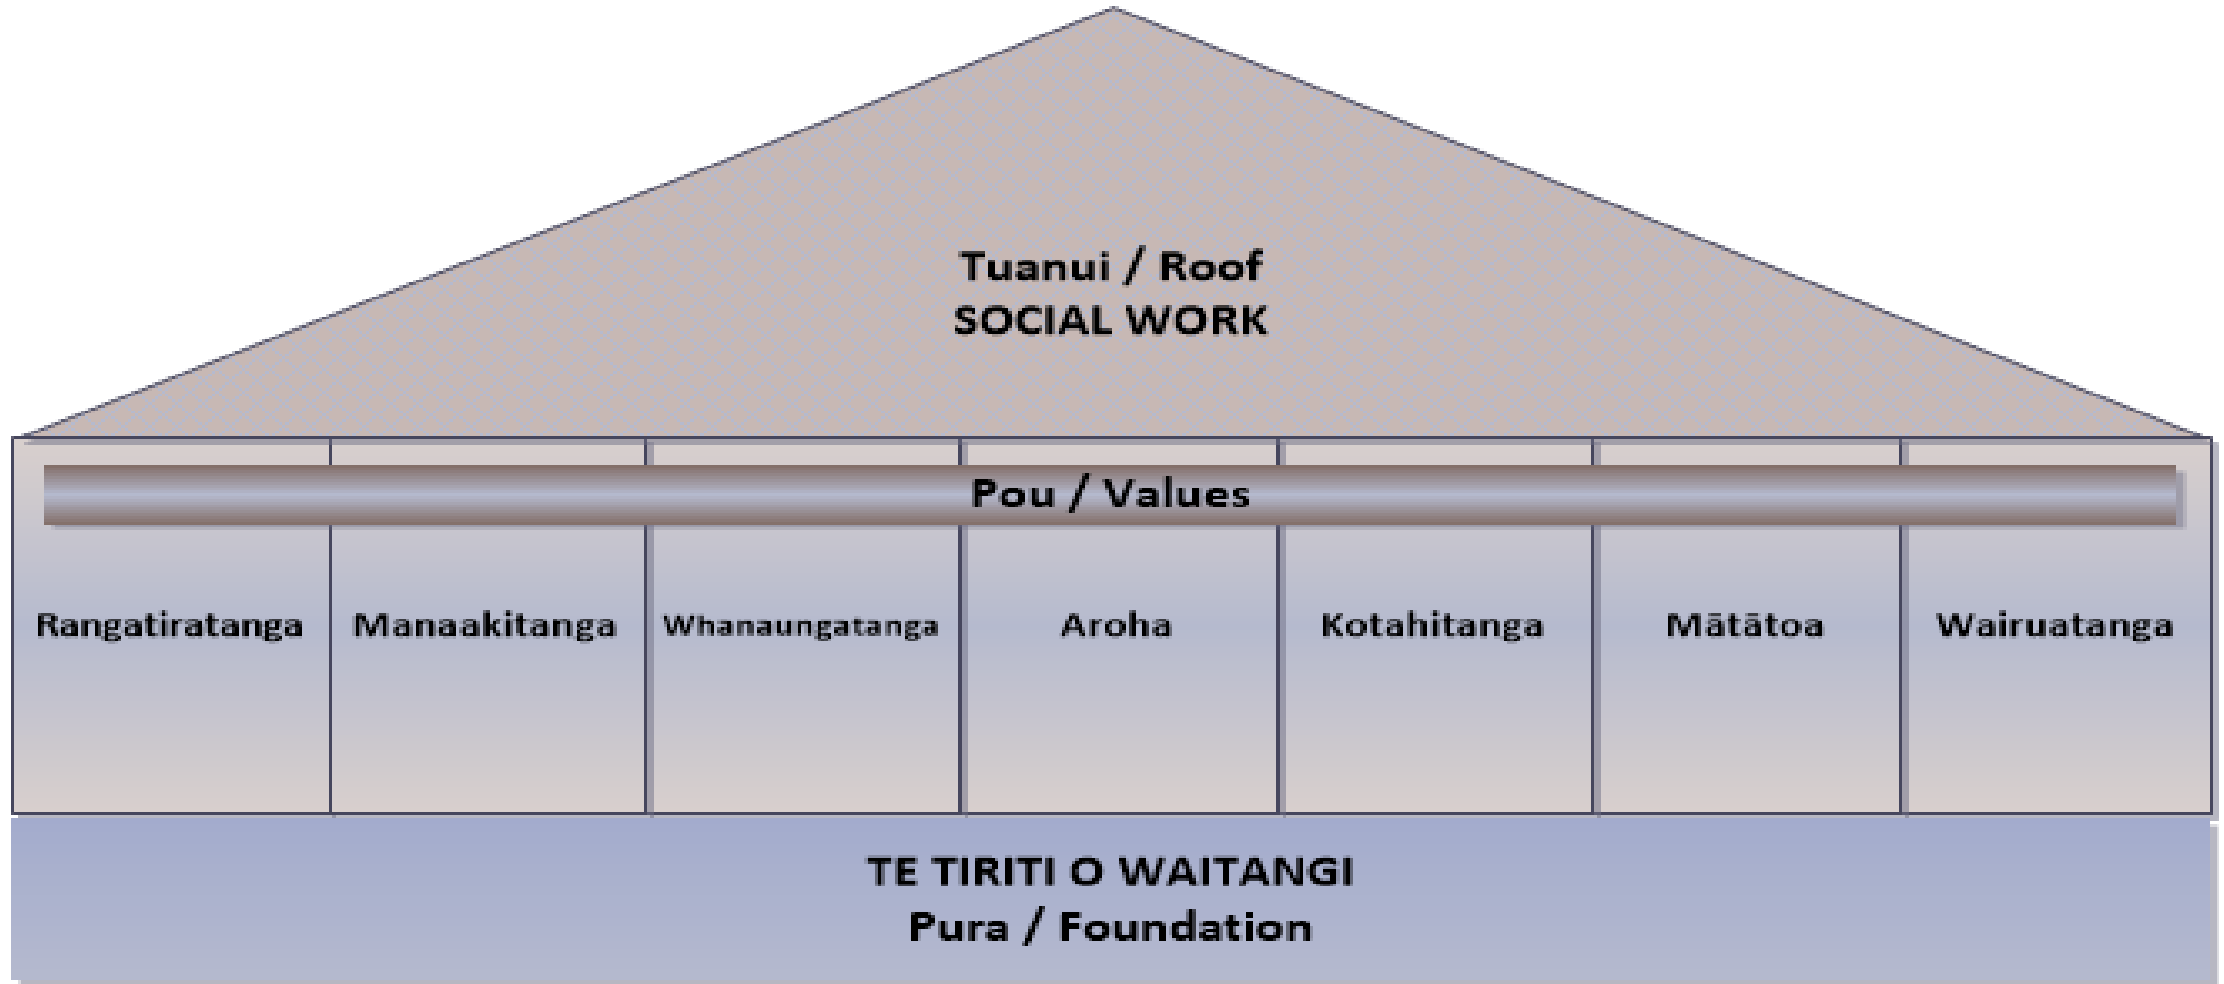 Tuanui / Roof
SOCIAL WORK
Pou / Values
Rangatiratanga
Manaakitanga
Whanaungatanga
Aroha
Kotahitanga
Mātātoa
Wairuatanga
TE TIRITI O WAITANGI
Pura / Foundation